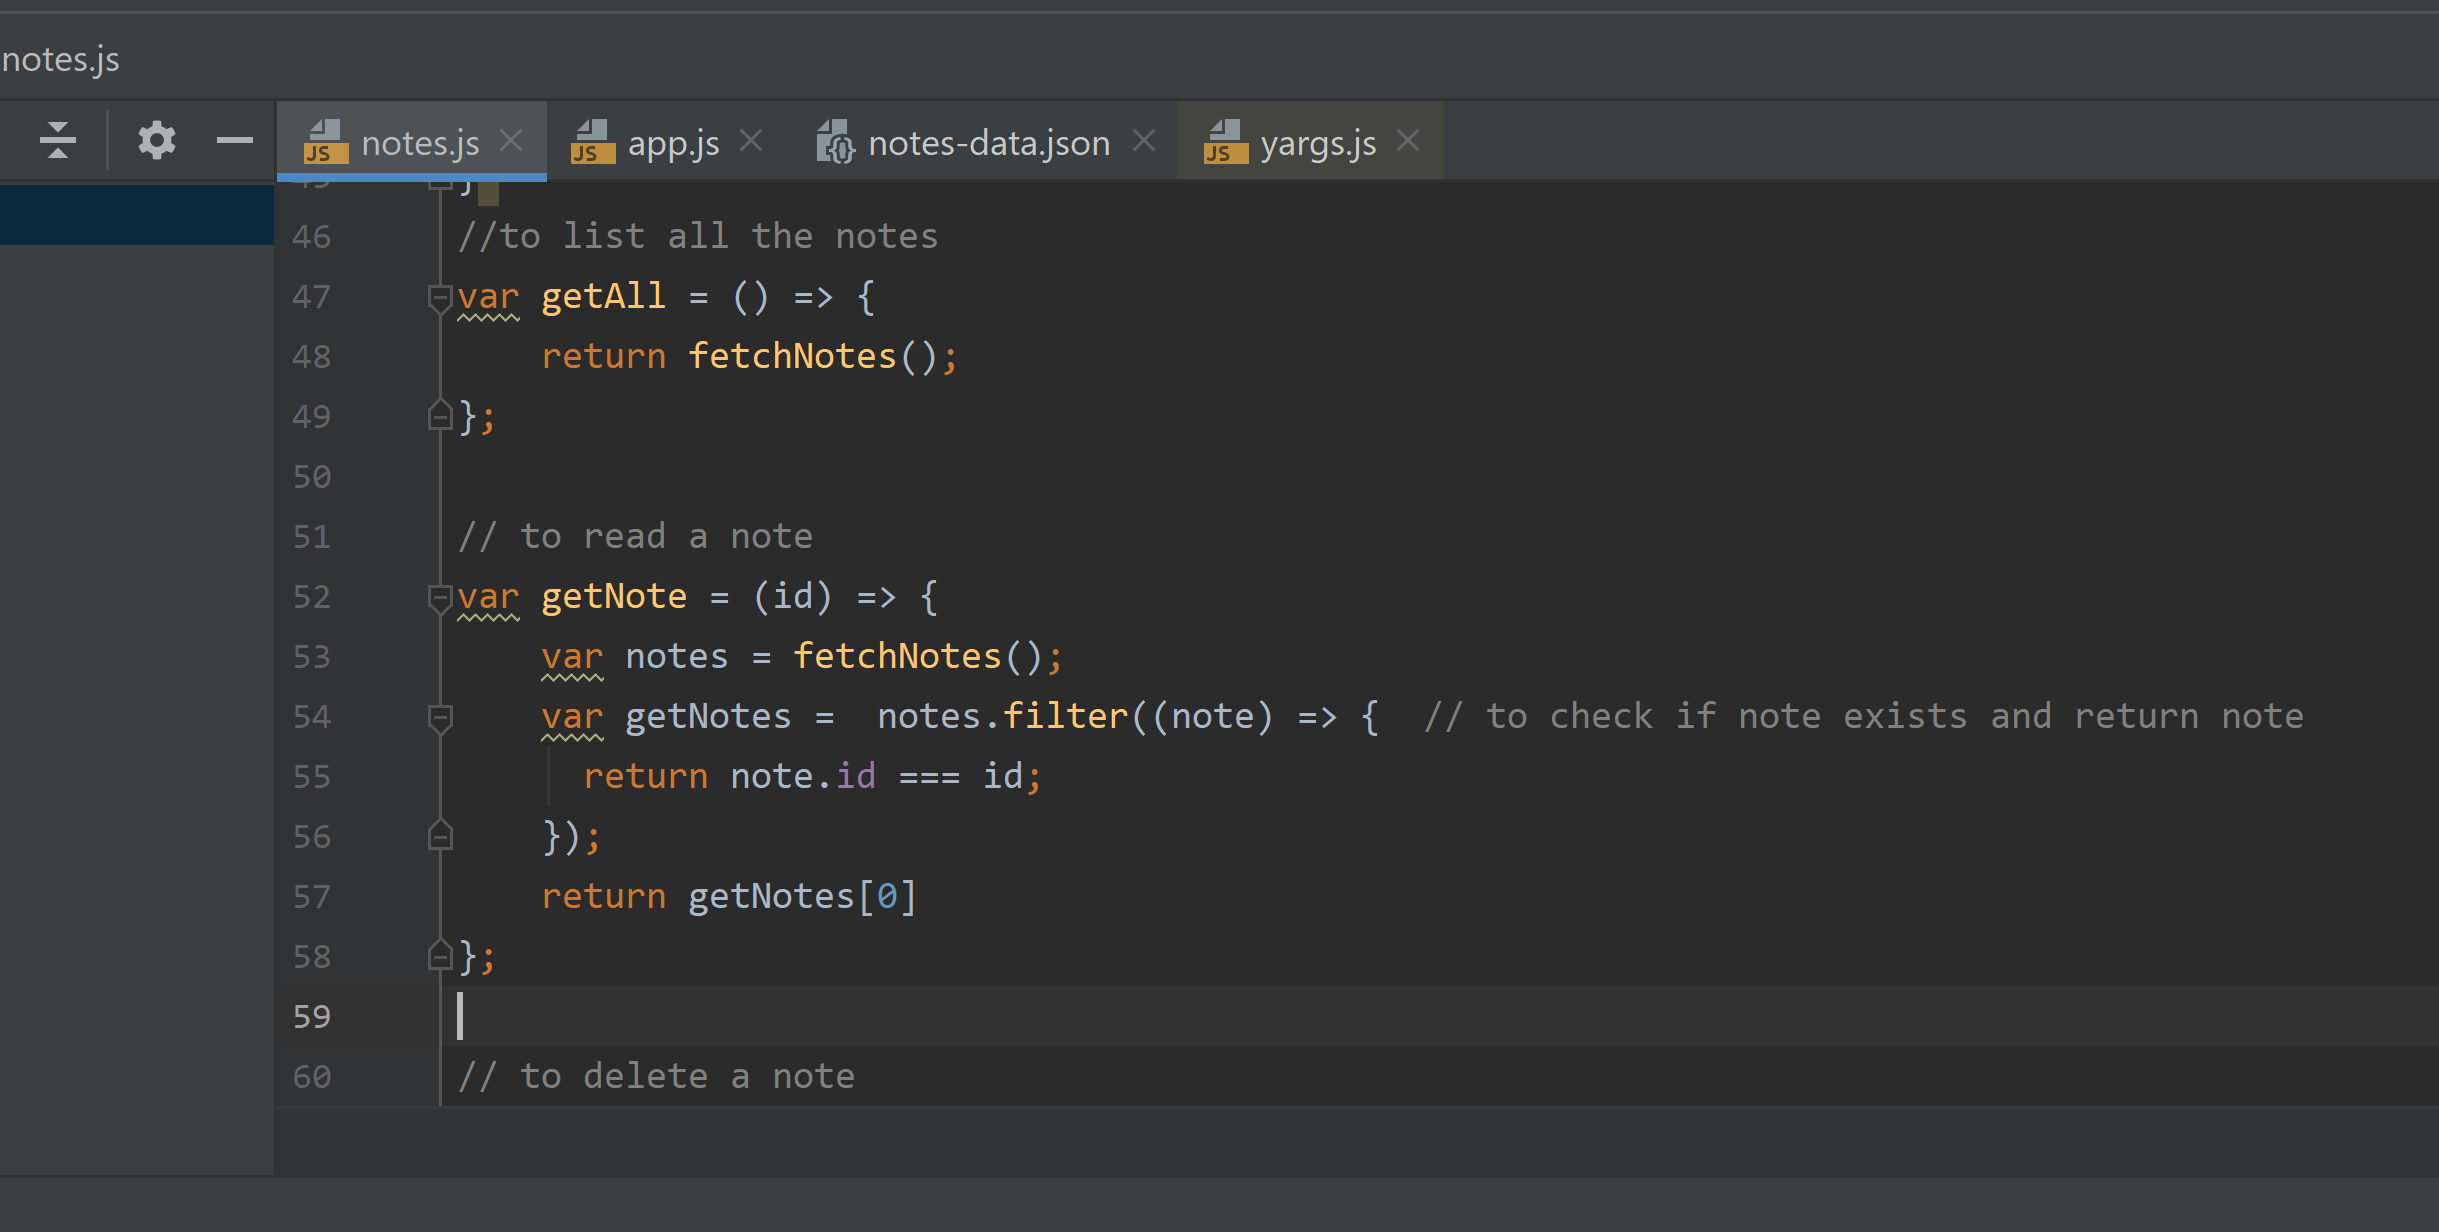 notes.js
notes.js app.js notes-data.json yargs.js
46 //to list all the notes
47 var getAll = () => {
48 return fetchNotes();
49 };
50
51 // to read a note
52 var getNote = (id) => {
53 var notes = fetchNotes();
54 var getNotes =  notes.filter((note) => {  // to check if note exists and return note
55 return note.id === id;
56 });
57 return getNotes[0]
58 };
59
60 // to delete a note